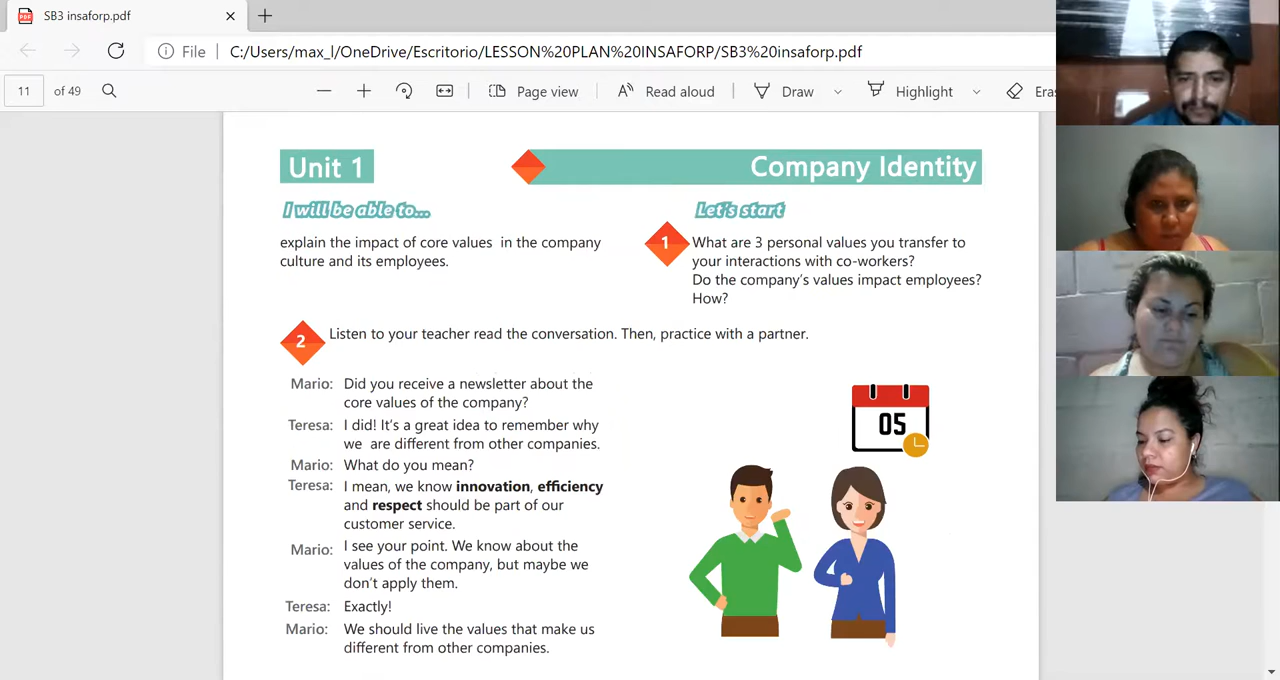 SB3 insaforp.pdf
File
C:/Users/max_l/OneDrive/Escritorio/LESSON%20PLAN%20INSAFORP/SB3%20insaforp.pdf
11 of 49
Page view
Read aloud
Draw
Highlight
Eras
Unit 1
Company Identity
I will be able to...
explain the impact of core values in the company
culture and its employees.
Let's start
1
What are 3 personal values you transfer to
your interactions with co-workers?
Do the company's values impact employees?
How?
2
Listen to your teacher read the conversation. Then, practice with a partner.
Mario: Did you receive a newsletter about the
core values of the company?
Teresa: I did! It's a great idea to remember why
we are different from other companies.
Mario: What do you mean?
Teresa: I mean, we know innovation, efficiency
and respect should be part of our
customer service.
Mario: I see your point. We know about the
values of the company, but maybe we
don't apply them.
Teresa: Exactly!
Mario: We should live the values that make us
different from other companies.
05